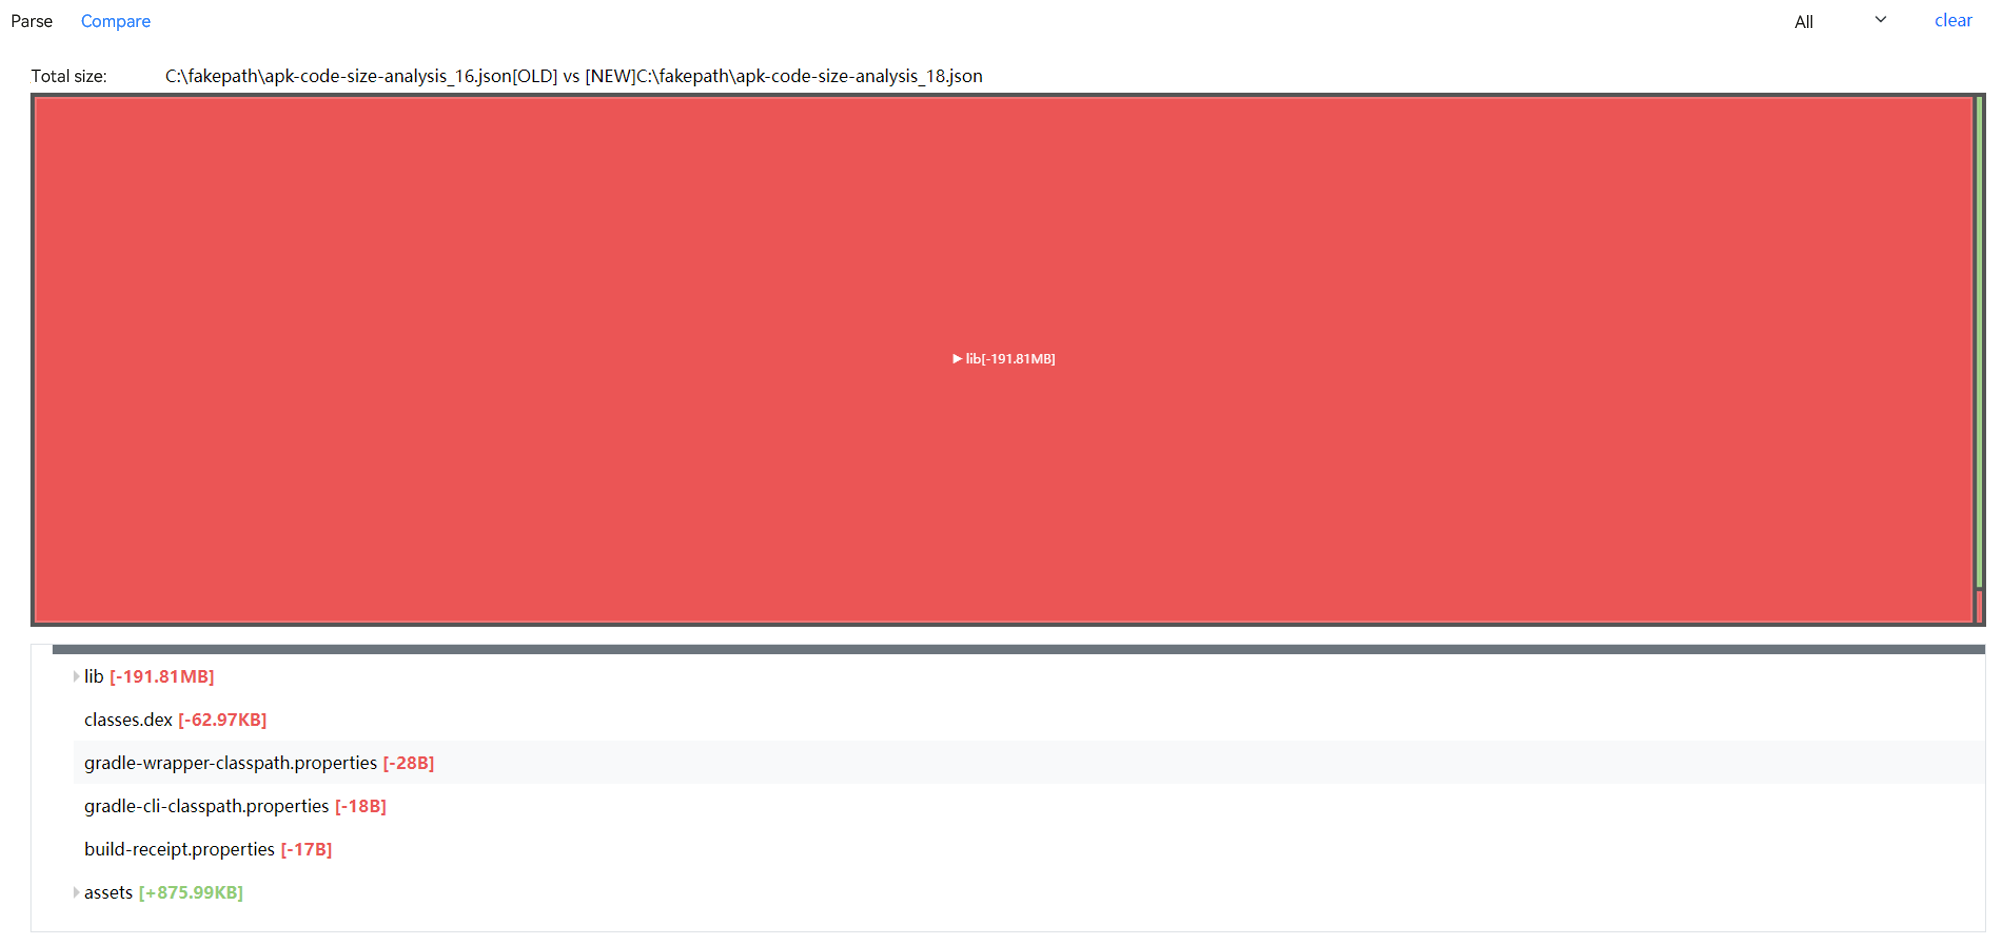 Parse Compare All clear
Total size: C:\fakepath\apk-code-size-analysis_16.json[OLD] vs [NEW]C:\fakepath\apk-code-size-analysis_18.json
lib[-191.81MB]
lib [-191.81MB]
classes.dex [-62.97KB]
gradle-wrapper-classpath.properties [-28B]
gradle-cli-classpath.properties [-18B]
build-receipt.properties [-17B]
assets [+875.99KB]